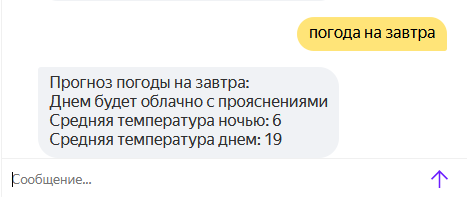 погода на завтра
Прогноз погоды на завтра:
Днем будет облачно с прояснениями
Средняя температура ночью: 6
Средняя температура днем: 19
Сообщение...